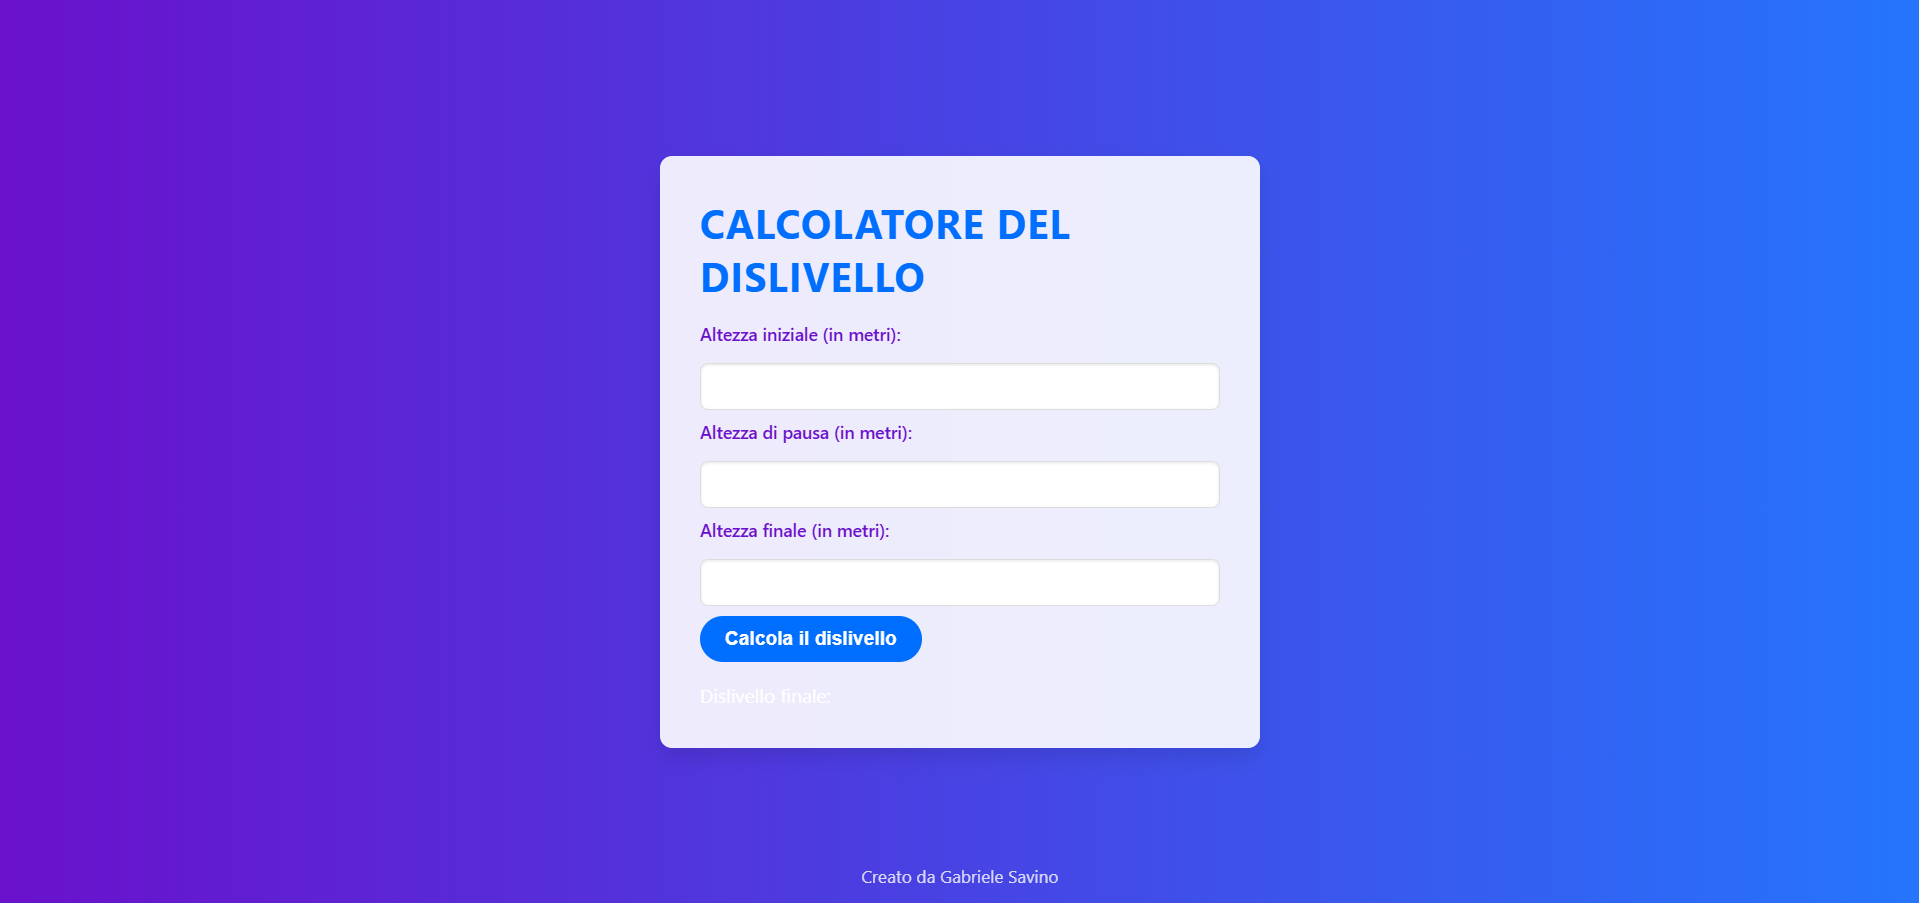 CALCOLATORE DEL
DISLIVELLO
Altezza iniziale (in metri):
Altezza di pausa (in metri):
Altezza finale (in metri):
Calcola il dislivello
Dislivello finale:
Creato da Gabriele Savino